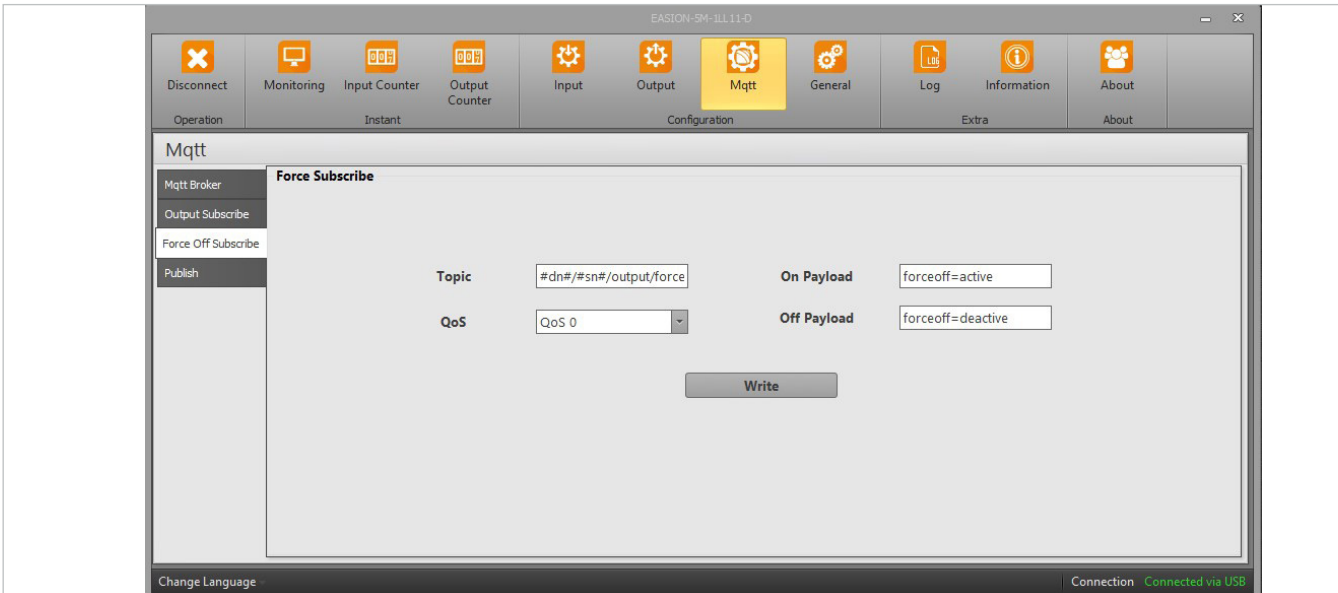 EASION-SM-1LL11-D
Disconnect Monitoring Input Counter Output Counter Input Output Mqtt General Log Information About
Operation Instant Configuration Extra About
Mqtt
Mqtt Broker
Output Subscribe
Force Off Subscribe
Publish
Force Subscribe
Topic #dn#/#sn#/output/force On Payload forceoff=active
QoS QoS 0 Off Payload forceoff=deactive
Write
Change Language Connection Connected via USB